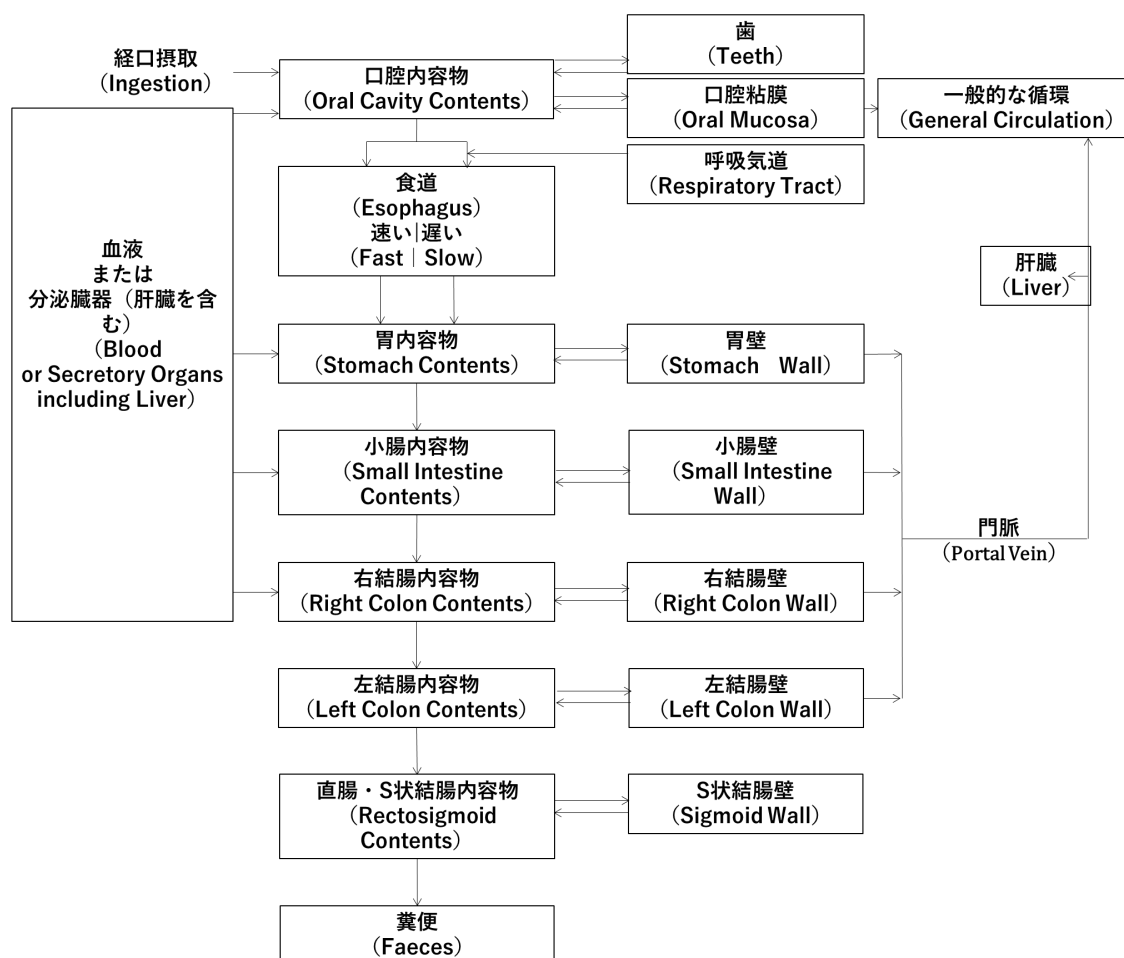 経口摂取
（Ingestion）
口腔内容物
（Oral Cavity Contents）
歯
（Teeth）
口腔粘膜
（Oral Mucosa）
一般的な循環
（General Circulation）
呼吸気道
（Respiratory Tract）
食道
（Esophagus）
速い|遅い
（Fast｜Slow）
血液
または
分泌臓器（肝臓を含
む）
（Blood
or Secretory Organs
including Liver）
肝臓
（Liver）
胃内容物
（Stomach Contents）
胃壁
（Stomach　Wall）
小腸内容物
（Small Intestine
Contents）
小腸壁
（Small Intestine
Wall）
門脈
（Portal Vein）
右結腸内容物
（Right Colon Contents）
右結腸壁
（Right Colon Wall）
左結腸内容物
（Left Colon Contents）
左結腸壁
（Left Colon Wall）
直腸・S状結腸内容物
（Rectosigmoid
Contents）
S状結腸壁
（Sigmoid Wall）
糞便
（Faeces）